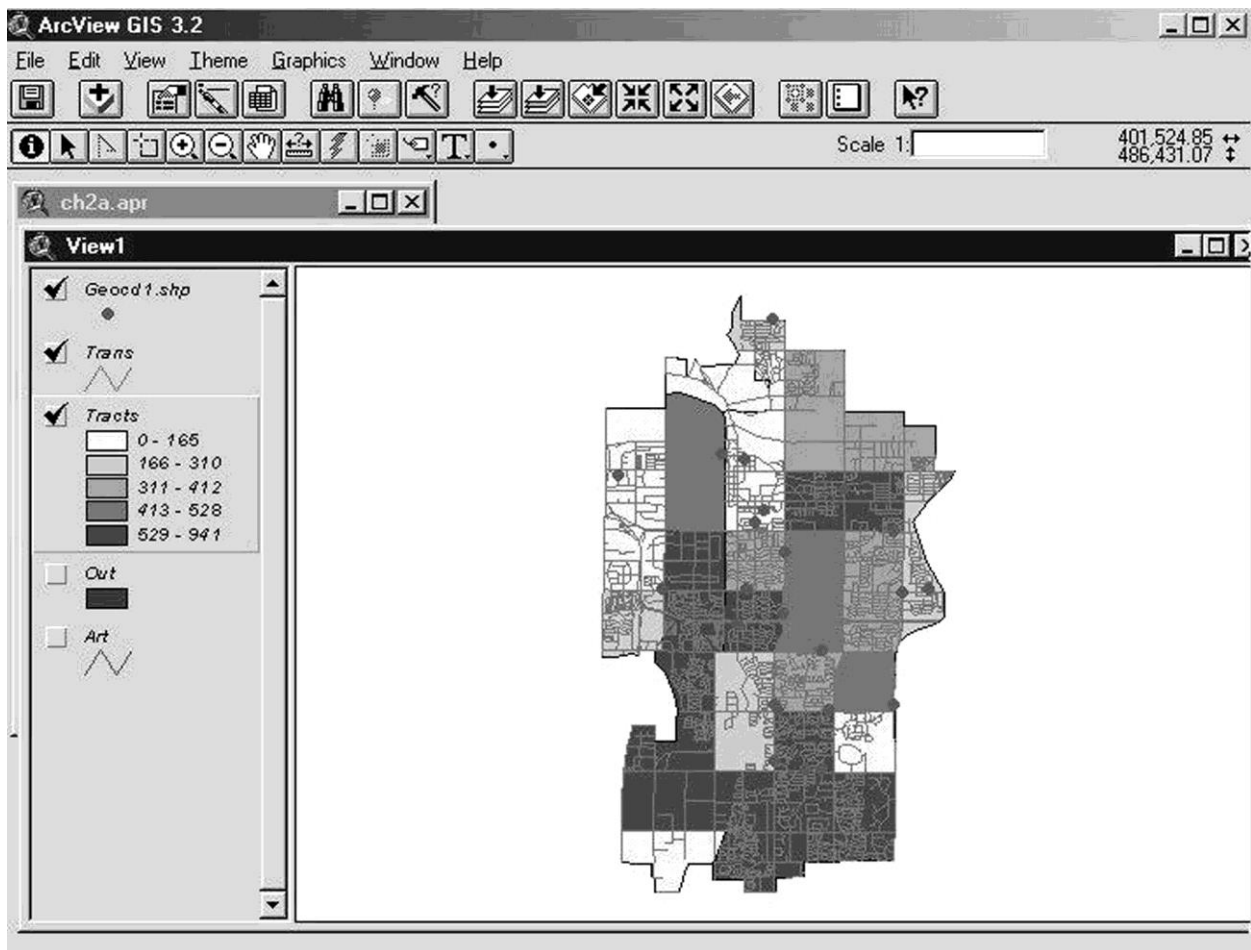 ArcView GIS 3.2
File Edit View Theme Graphics Window Help
Scale 1:
401,524.85
486,431.07
ch2a.apr
View1
Geocd1.shp
Trans
Tracts
0 - 165
166 - 310
311 - 412
413 - 528
529 - 941
Out
Art